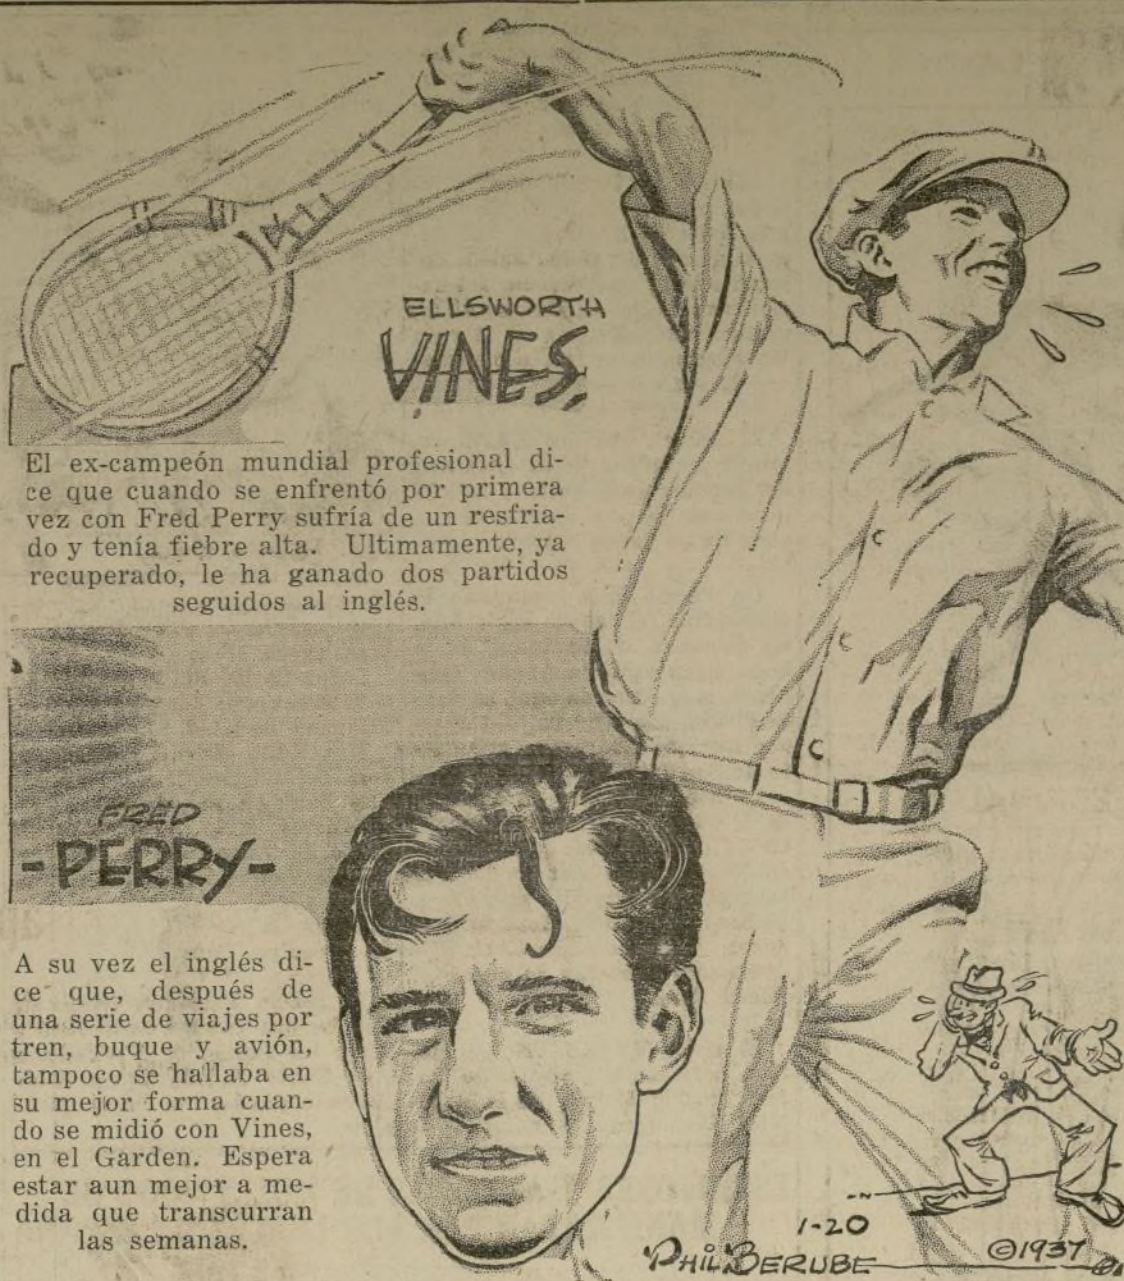 ELLSWORTH
VINES,
El ex-campeón mundial profesional di-
ce que cuando se enfrentó por primera
vez con Fred Perry sufría de un resfria-
do y tenía fiebre alta. Ultimamente, ya
recuperado, le ha ganado dos partidos
seguidos al inglés.
FRED
-PERRY-
A su vez el inglés di-
ce que, después de
una serie de viajes por
tren, buque y avión,
tampoco se hallaba en
su mejor forma cuan-
do se midió con Vines,
en el Garden. Espera
estar aun mejor a me-
dida que transcurran
las semanas.
1-20
PHIL BERUBE
©1937